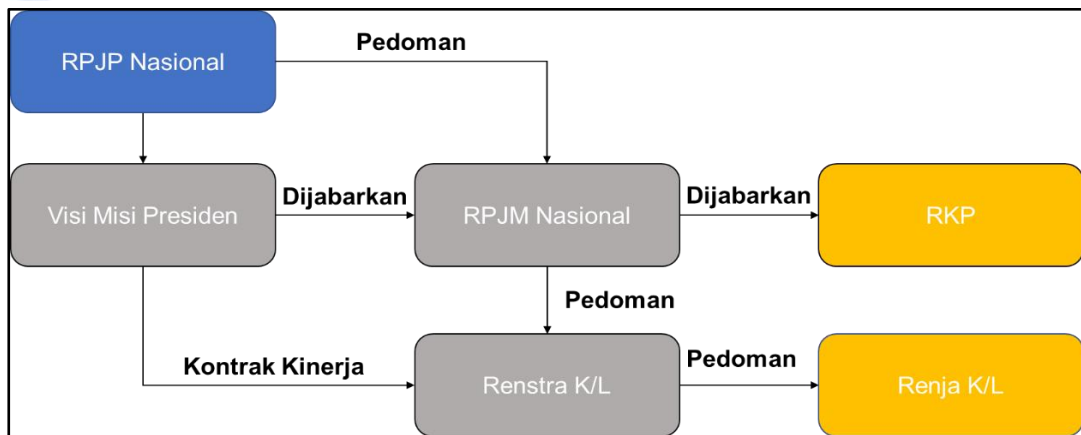 Pedoman
RPJP Nasional
Visi Misi Presiden
Dijabarkan
RPJM Nasional
Dijabarkan
RKP
Pedoman
Kontrak Kinerja
Renstra K/L
Pedoman
Renja K/L